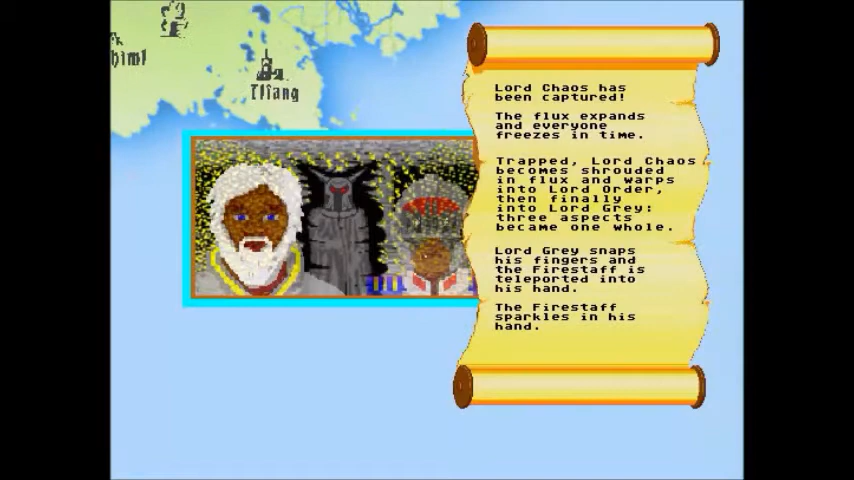 himl
Tliang
Lord Chaos has
been captured!
The flux expands
and everyone
freezes in time.
Trapped, Lord Chaos
becomes shrouded
in flux and warps
into Lord Order,
then finally
into Lord Grey:
three aspects
became one whole.
Lord Grey snaps
his fingers and
the Firestaff is
teleported into
his hand.
The Firestaff
sparkles in his
hand.